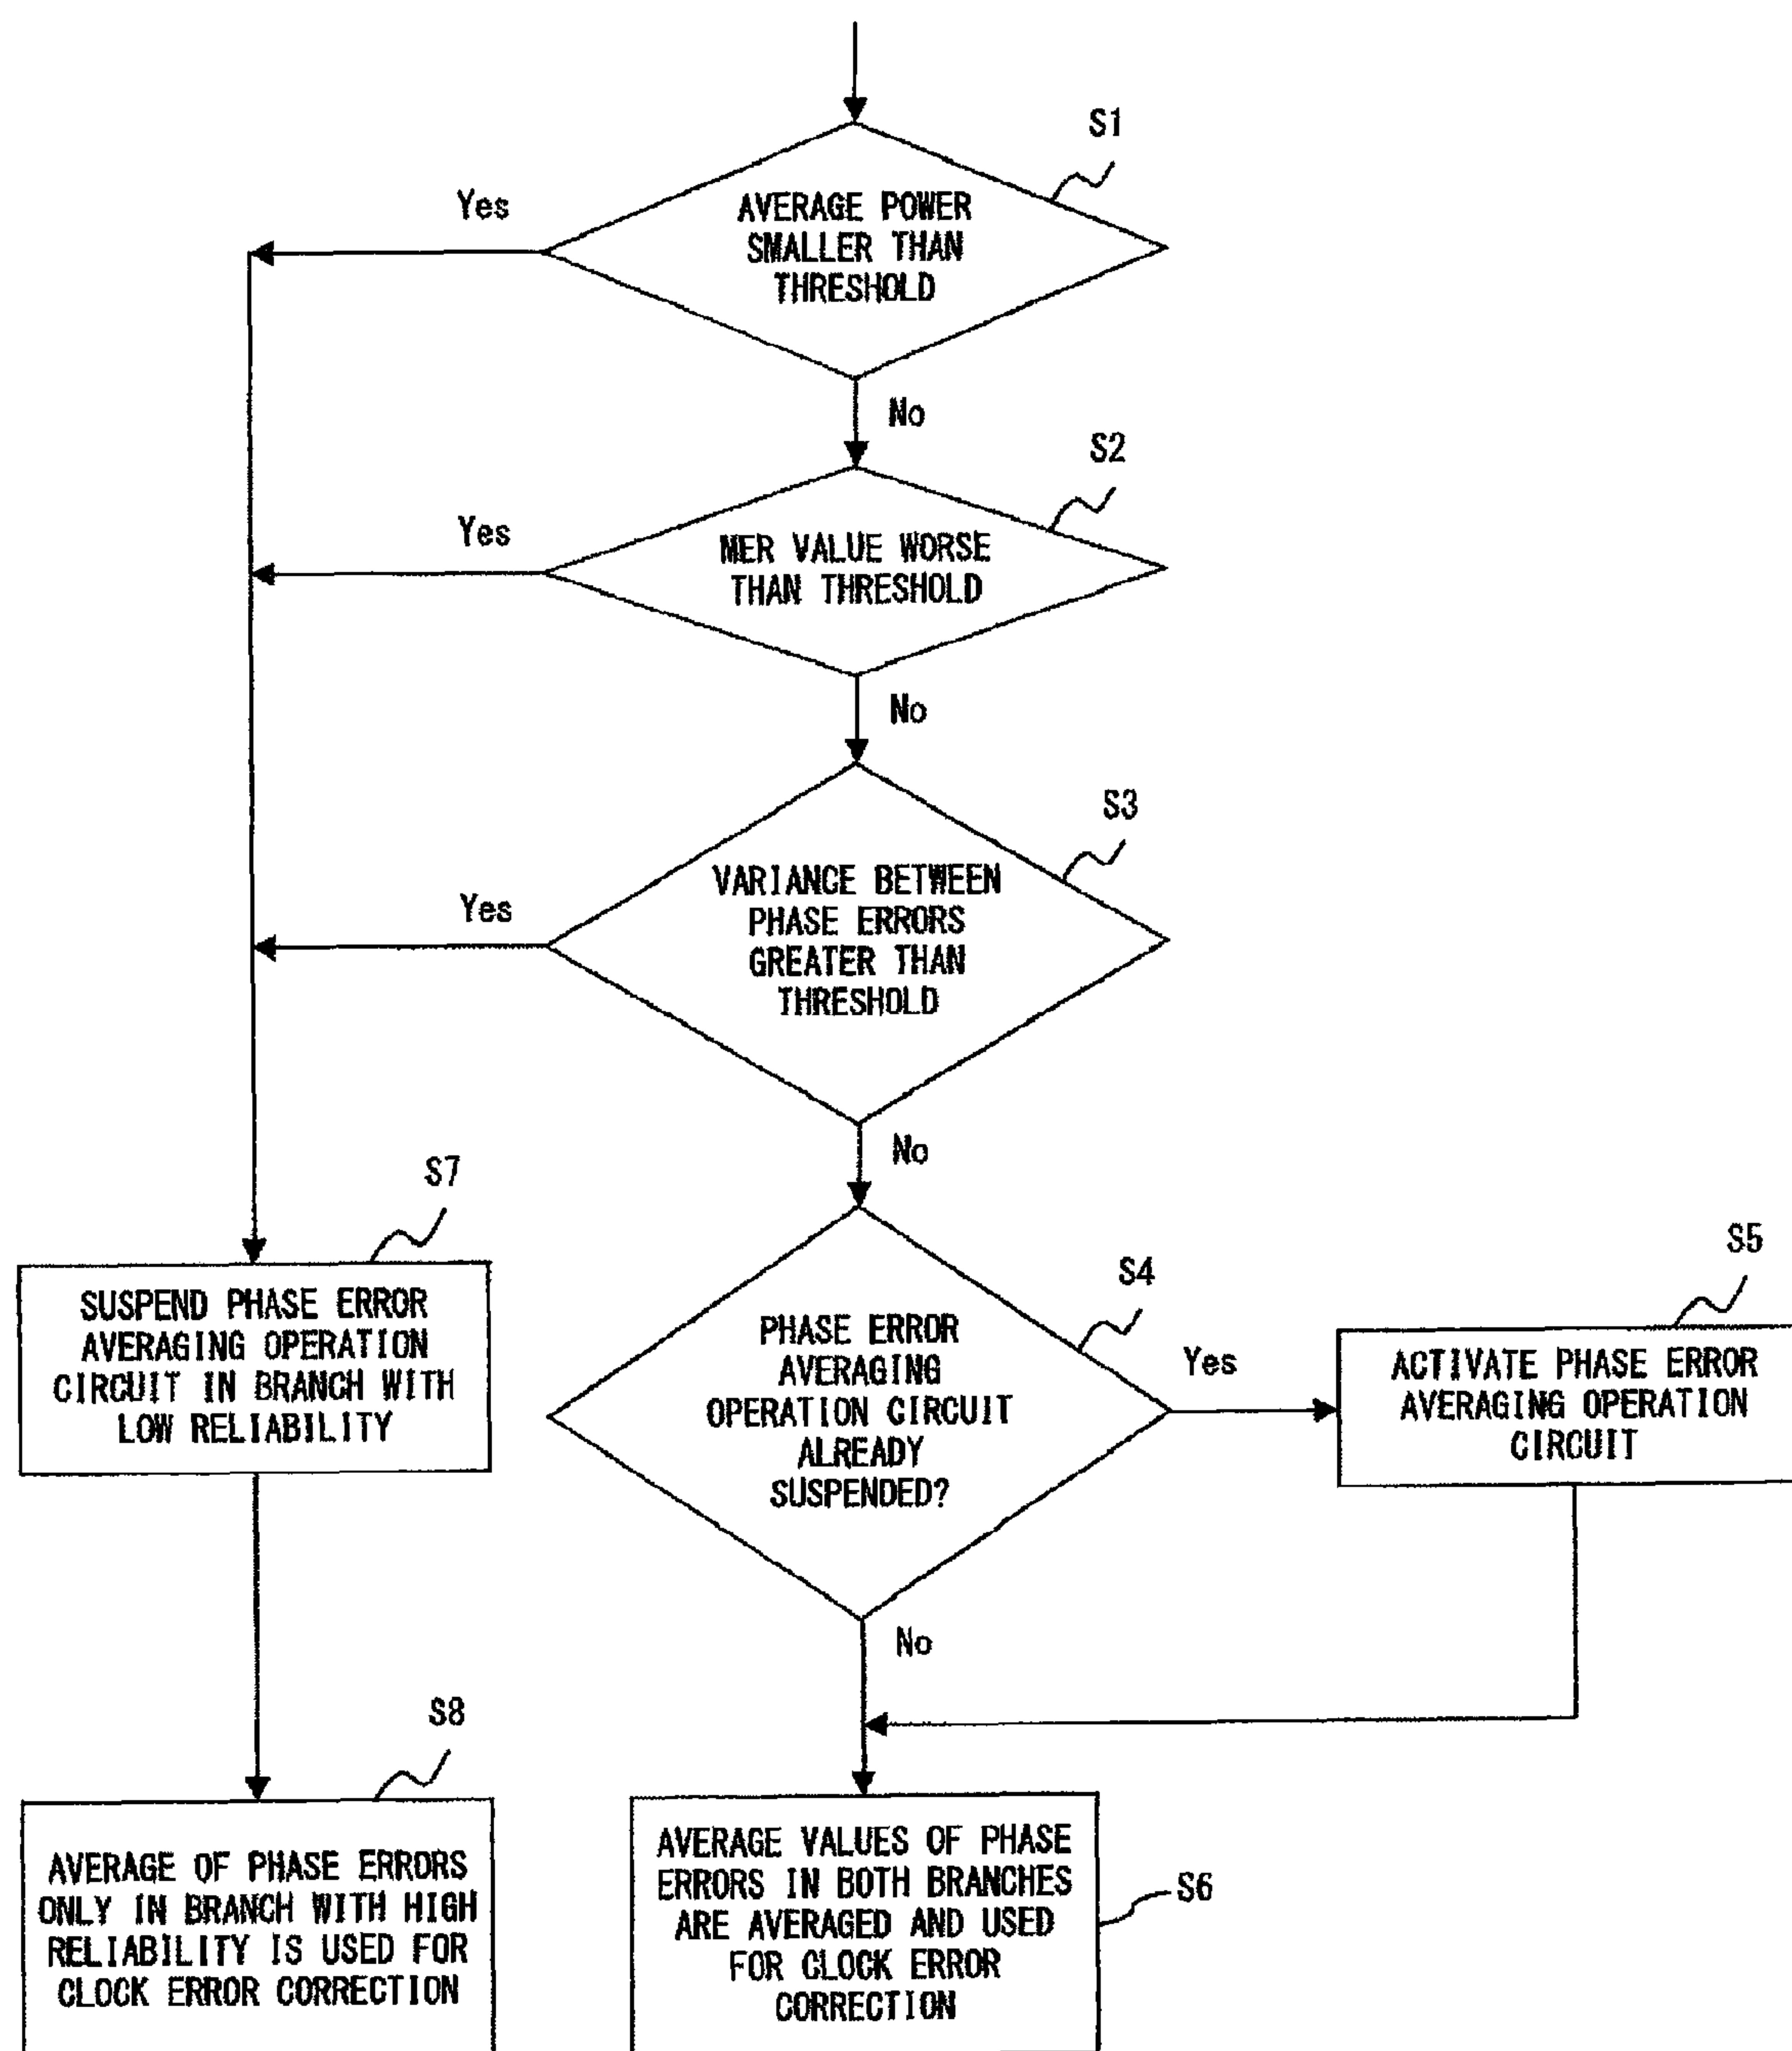 S1
AVERAGE POWER
SMALLER THAN
THRESHOLD
Yes
No
S2
MER VALUE WORSE
THAN THRESHOLD
Yes
No
S3
VARIANCE BETWEEN
PHASE ERRORS
GREATER THAN
THRESHOLD
Yes
No
S4
PHASE ERROR
AVERAGING
OPERATION CIRCUIT
ALREADY
SUSPENDED?
Yes
No
S5
ACTIVATE PHASE ERROR
AVERAGING OPERATION
CIRCUIT
S7
SUSPEND PHASE ERROR
AVERAGING OPERATION
CIRCUIT IN BRANCH WITH
LOW RELIABILITY
S8
AVERAGE OF PHASE ERRORS
ONLY IN BRANCH WITH HIGH
RELIABILITY IS USED FOR
CLOCK ERROR CORRECTION
AVERAGE VALUES OF PHASE
ERRORS IN BOTH BRANCHES
ARE AVERAGED AND USED
FOR CLOCK ERROR
CORRECTION
S6